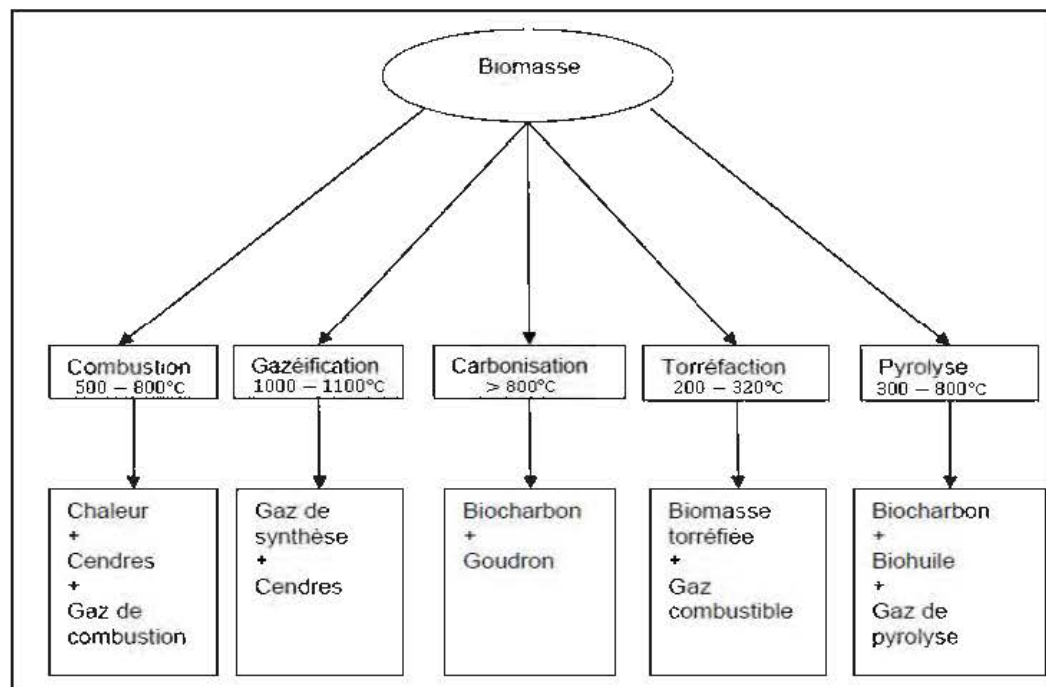 Biomasse
Combustion
500 – 800°C
Gazéification
1000 – 1100°C
Carbonisation
> 800°C
Torréfaction
200 – 320°C
Pyrolyse
300 – 800°C
Chaleur
+
Cendres
+
Gaz de
combustion
Gaz de
synthèse
+
Cendres
Biocharbon
+
Goudron
Biomasse
torréfiée
+
Gaz
combustible
Biocharbon
+
Biohuile
+
Gaz de
pyrolyse